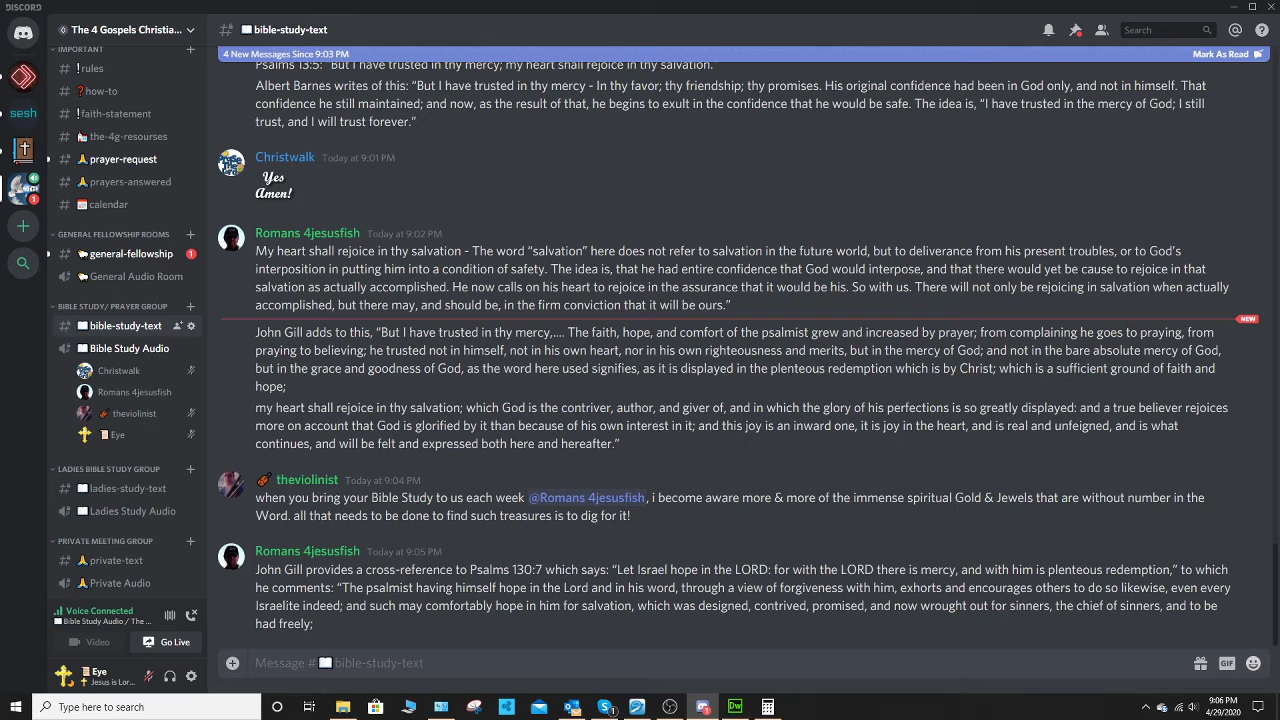 DISCORD
The 4 Gospels Christia...
bible-study-text
Search
4 New Messages Since 9:03 PM
Mark As Read
IMPORTANT
rules
how-to
faith-statement
the-4g-resourses
prayer-request
prayers-answered
calendar
GENERAL FELLOWSHIP ROOMS
general-fellowship 1
General Audio Room
BIBLE STUDY/ PRAYER GROUP
bible-study-text
Bible Study Audio
Christwalk
Romans 4jesusfish
theviolinist
Eye
LADIES BIBLE STUDY GROUP
ladies-study-text
Ladies Study Audio
PRIVATE MEETING GROUP
private-text
Private Audio
Voice Connected
Bible Study Audio / The ...
Video
Go Live
Eye
Jesus is Lor...
sesh
1
Psalms 13:5: “But I have trusted in thy mercy; my heart shall rejoice in thy salvation.”
Albert Barnes writes of this: “But I have trusted in thy mercy - In thy favor; thy friendship; thy promises. His original confidence had been in God only, and not in himself. That
confidence he still maintained; and now, as the result of that, he begins to exult in the confidence that he would be safe. The idea is, “I have trusted in the mercy of God; I still
trust, and I will trust forever.”
Christwalk Today at 9:01 PM
Yes
Amen!
Romans 4jesusfish Today at 9:02 PM
My heart shall rejoice in thy salvation - The word “salvation” here does not refer to salvation in the future world, but to deliverance from his present troubles, or to God’s
interposition in putting him into a condition of safety. The idea is, that he had entire confidence that God would interpose, and that there would yet be cause to rejoice in that
salvation as actually accomplished. He now calls on his heart to rejoice in the assurance that it would be his. So with us. There will not only be rejoicing in salvation when actually
accomplished, but there may, and should be, in the firm conviction that it will be ours.”
NEW
John Gill adds to this, “But I have trusted in thy mercy,.... The faith, hope, and comfort of the psalmist grew and increased by prayer; from complaining he goes to praying, from
praying to believing; he trusted not in himself, not in his own heart, nor in his own righteousness and merits, but in the mercy of God; and not in the bare absolute mercy of God,
but in the grace and goodness of God, as the word here used signifies, as it is displayed in the plenteous redemption which is by Christ; which is a sufficient ground of faith and
hope;
my heart shall rejoice in thy salvation; which God is the contriver, author, and giver of, and in which the glory of his perfections is so greatly displayed: and a true believer rejoices
more on account that God is glorified by it than because of his own interest in it; and this joy is an inward one, it is joy in the heart, and is real and unfeigned, and is what
continues, and will be felt and expressed both here and hereafter.”
theviolinist Today at 9:04 PM
when you bring your Bible Study to us each week @Romans 4jesusfish, i become aware more & more of the immense spiritual Gold & Jewels that are without number in the
Word. all that needs to be done to find such treasures is to dig for it!
Romans 4jesusfish Today at 9:05 PM
John Gill provides a cross-reference to Psalms 130:7 which says: “Let Israel hope in the LORD: for with the LORD there is mercy, and with him is plenteous redemption,” to which
he comments: “The psalmist having himself hope in the Lord and in his word, through a view of forgiveness with him, exhorts and encourages others to do so likewise, even every
Israelite indeed; and such may comfortably hope in him for salvation, which was designed, contrived, promised, and now wrought out for sinners, the chief of sinners, and to be
had freely;
Message # bible-study-text
GIF
Type here to search
Dw
9:06 PM
4/29/2020